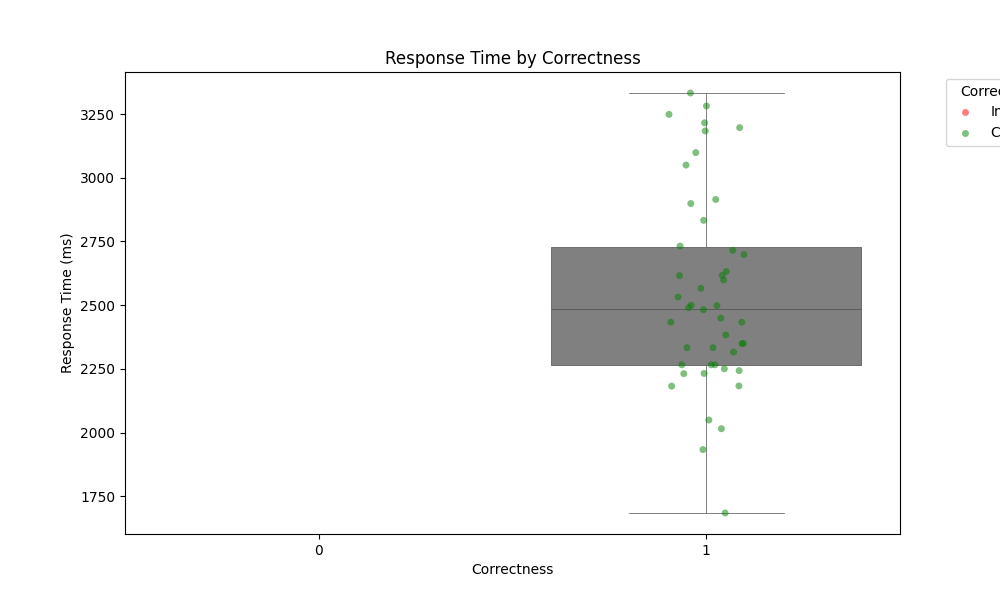 Response Time by Correctness
Response Time (ms)
3250
3000
2750
2500
2250
2000
1750
0
1
Correctness
Correc
In
C